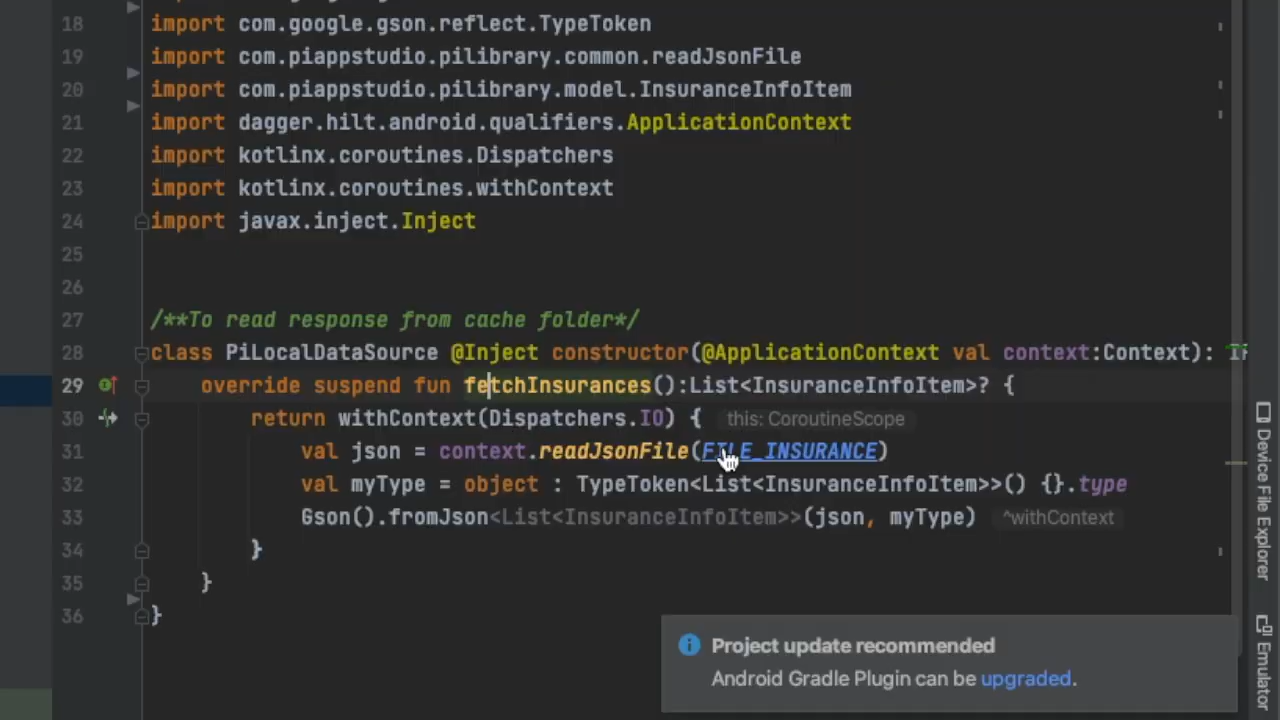 18 import com.google.gson.reflect.TypeToken
19 import com.piappstudio.pilibrary.common.readJsonFile
20 import com.piappstudio.pilibrary.model.InsuranceInfoItem
21 import dagger.hilt.android.qualifiers.ApplicationContext
22 import kotlinx.coroutines.Dispatchers
23 import kotlinx.coroutines.withContext
24 import javax.inject.Inject
25
26
27 /**To read response from cache folder*/
28 class PiLocalDataSource @Inject constructor(@ApplicationContext val context:Context):
29 override suspend fun fetchInsurances():List<InsuranceInfoItem>? {
30 return withContext(Dispatchers.IO) { this: CoroutineScope
31 val json = context.readJsonFile(FILE_INSURANCE)
32 val myType = object : TypeToken<List<InsuranceInfoItem>>() {}.type
33 Gson().fromJson<List<InsuranceInfoItem>>(json, myType) ^withContext
34 }
35 }
36 }
Project update recommended
Android Gradle Plugin can be upgraded.
Device File Explorer
Emulator